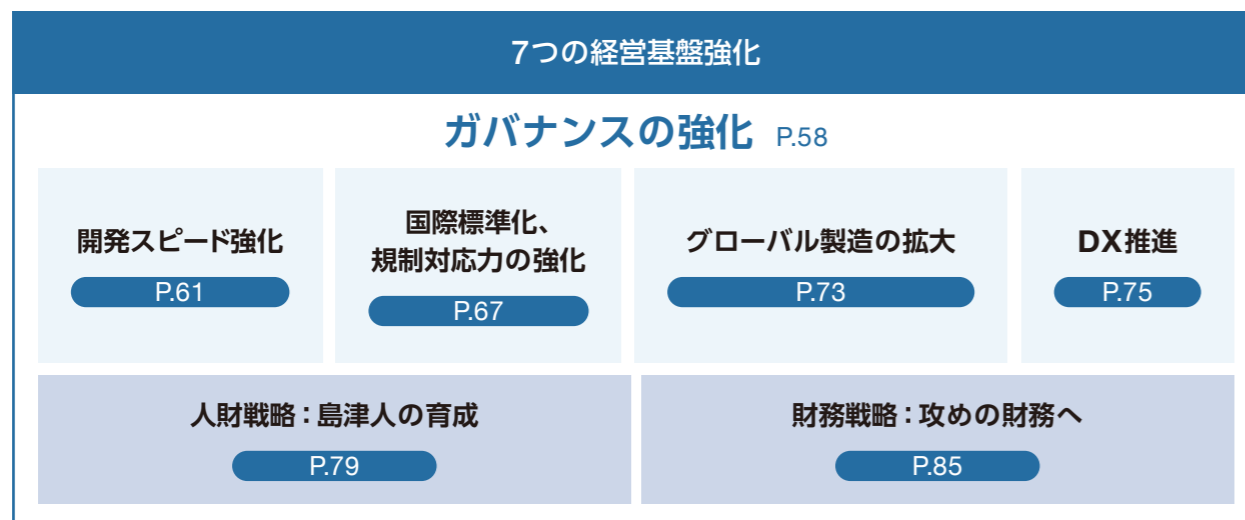 7つの経営基盤強化
ガバナンスの強化 P.58
開発スピード強化
P.61
国際標準化、
規制対応力の強化
P.67
グローバル製造の拡大
P.73
DX推進
P.75
人財戦略：島津人の育成
P.79
財務戦略：攻めの財務へ
P.85